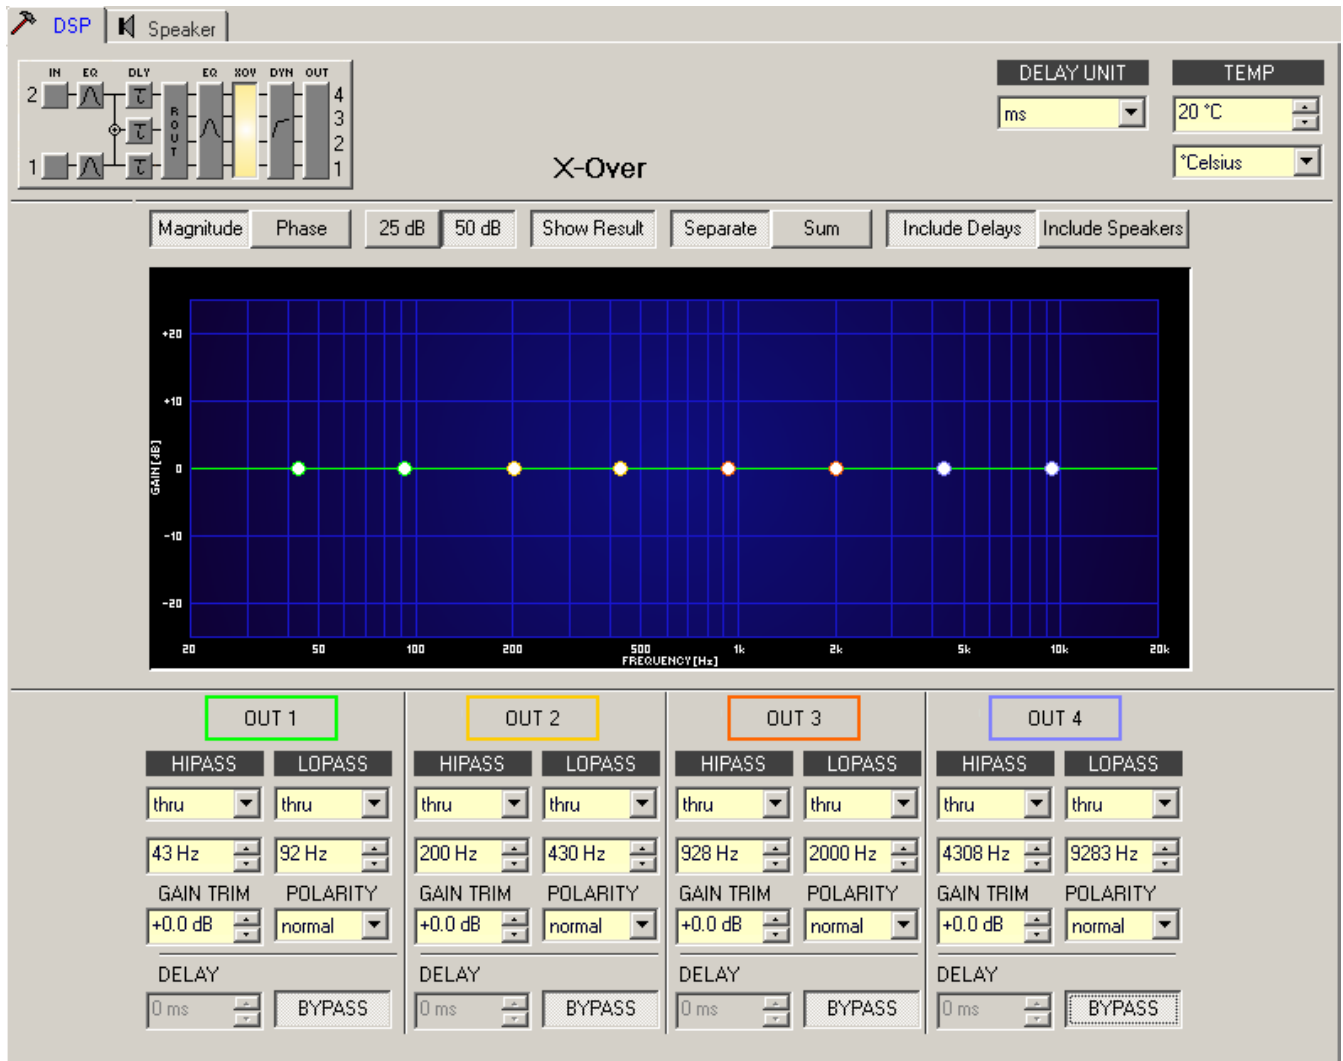 DSP Speaker
IN EQ DLY EQ XOV DYN OUT
2 4
3
2
1 1
ROUT
DELAY UNIT TEMP
ms 20 °C
°Celsius
X-Over
Magnitude Phase 25 dB 50 dB Show Result Separate Sum Include Delays Include Speakers
+20
+10
0
-10
-20
GAIN[dB]
20 50 100 200 500 1k 2k 5k 10k 20k
FREQUENCY[Hz]
OUT 1 OUT 2 OUT 3 OUT 4
HIPASS LOPASS HIPASS LOPASS HIPASS LOPASS HIPASS LOPASS
thru thru thru thru thru thru thru thru
43 Hz 92 Hz 200 Hz 430 Hz 928 Hz 2000 Hz 4308 Hz 9283 Hz
GAIN TRIM POLARITY GAIN TRIM POLARITY GAIN TRIM POLARITY GAIN TRIM POLARITY
+0.0 dB normal +0.0 dB normal +0.0 dB normal +0.0 dB normal
DELAY DELAY DELAY DELAY
0 ms BYPASS 0 ms BYPASS 0 ms BYPASS 0 ms BYPASS